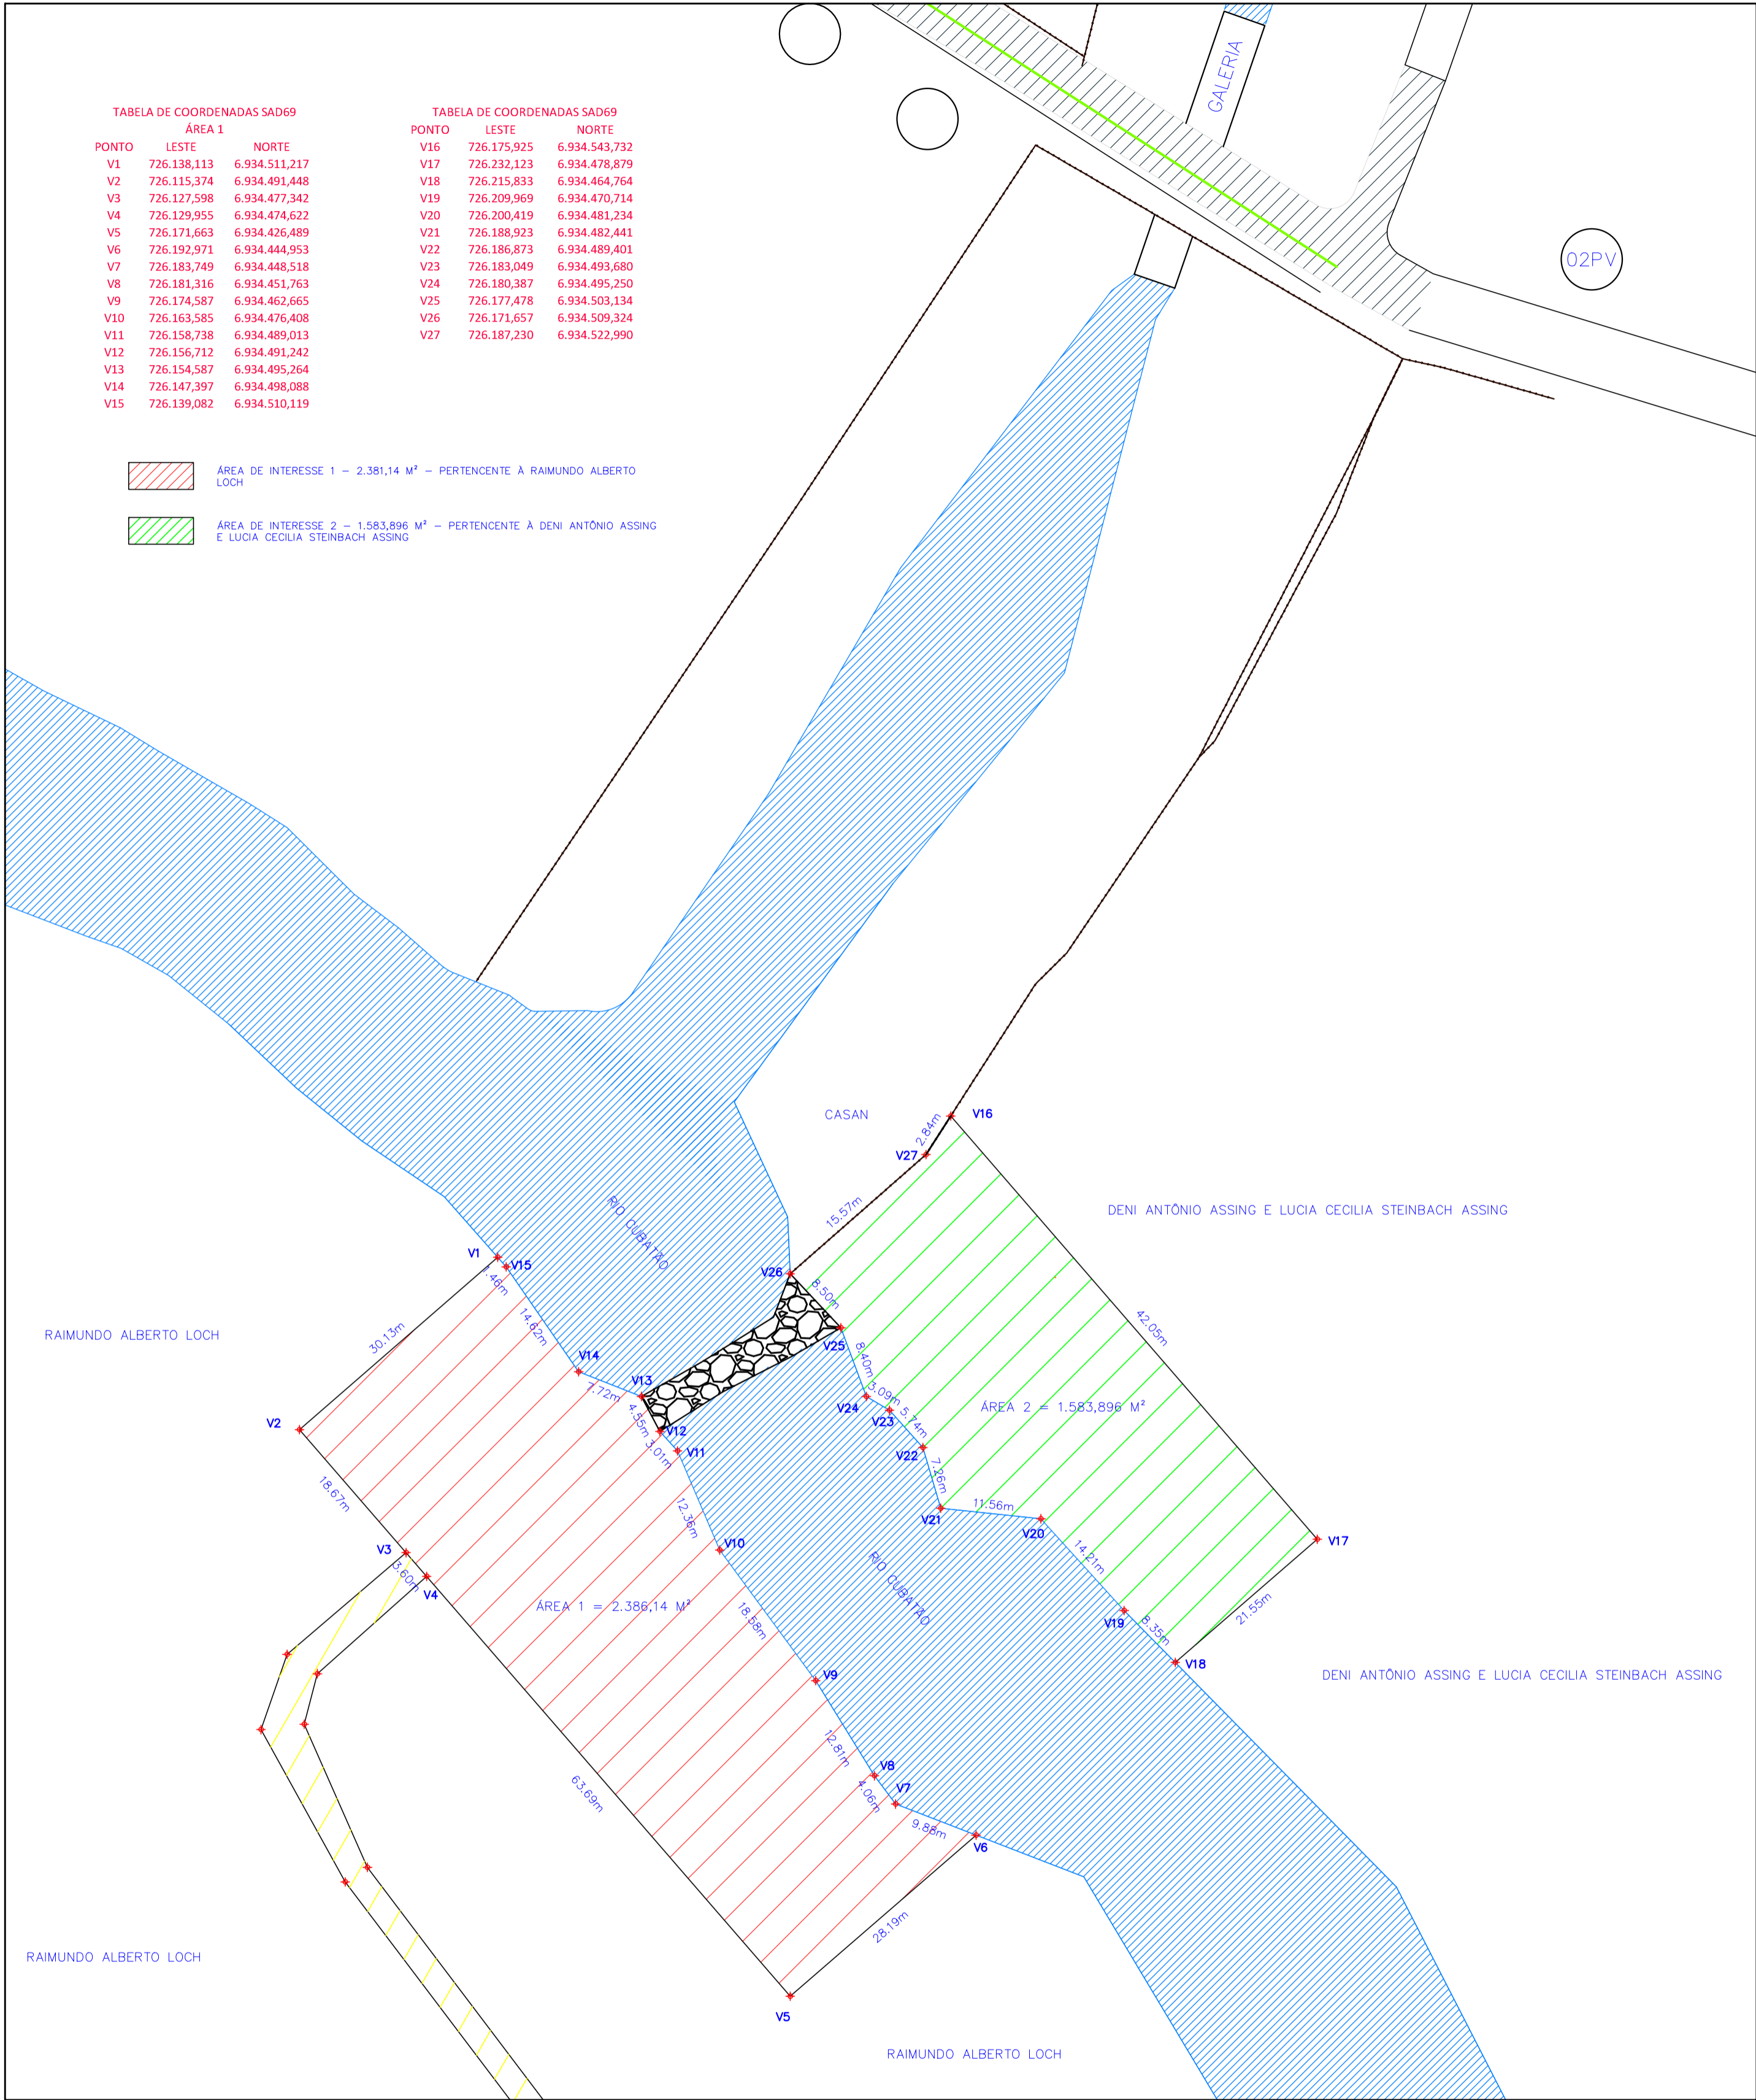 GALERIA
TABELA DE COORDENADAS SAD69
ÁREA 1
PONTO LESTE NORTE
V1 726.138,113 6.934.511,217
V2 726.115,374 6.934.491,448
V3 726.127,598 6.934.477,342
V4 726.129,955 6.934.474,622
V5 726.171,663 6.934.426,489
V6 726.192,971 6.934.444,953
V7 726.183,749 6.934.448,518
V8 726.181,316 6.934.451,763
V9 726.174,587 6.934.462,665
V10 726.163,585 6.934.476,408
V11 726.158,738 6.934.489,013
V12 726.156,712 6.934.491,242
V13 726.154,587 6.934.495,264
V14 726.147,397 6.934.498,088
V15 726.139,082 6.934.510,119
TABELA DE COORDENADAS SAD69
PONTO LESTE NORTE
V16 726.175,925 6.934.543,732
V17 726.232,123 6.934.478,879
V18 726.215,833 6.934.464,764
V19 726.209,969 6.934.470,714
V20 726.200,419 6.934.481,234
V21 726.188,923 6.934.482,441
V22 726.186,873 6.934.489,401
V23 726.183,049 6.934.493,680
V24 726.180,387 6.934.495,250
V25 726.177,478 6.934.503,134
V26 726.171,657 6.934.509,324
V27 726.187,230 6.934.522,990
02PV
ÁREA DE INTERESSE 1 – 2.381,14 M² – PERTENCENTE À RAIMUNDO ALBERTO
LOCH
ÁREA DE INTERESSE 2 – 1.583,896 M² – PERTENCENTE À DENI ANTÔNIO ASSING
E LUCIA CECILIA STEINBACH ASSING
CASAN
V16
2.84m
V27
15.57m
DENI ANTÔNIO ASSING E LUCIA CECILIA STEINBACH ASSING
RIO CUBATÃO
V1
V15
V26
8.50m
14.62m
RAIMUNDO ALBERTO LOCH
30.13m
42.05m
V25
8.40m
V14
V13
7.72m
3.09m
V24
V23
ÁREA 2 = 1.583,896 M²
4.55m
5.74m
V2
V12
3.01m
V11
V22
7.26m
18.67m
12.36m
11.56m
V21
V20
V17
V3
V10
14.21m
3.60m
V4
RIO CUBATÃO
ÁREA 1 = 2.386,14 M²
18.58m
V19
21.55m
8.35m
V18
DENI ANTÔNIO ASSING E LUCIA CECILIA STEINBACH ASSING
V9
12.81m
V8
V7
4.06m
63.69m
9.88m
V6
28.19m
RAIMUNDO ALBERTO LOCH
V5
RAIMUNDO ALBERTO LOCH